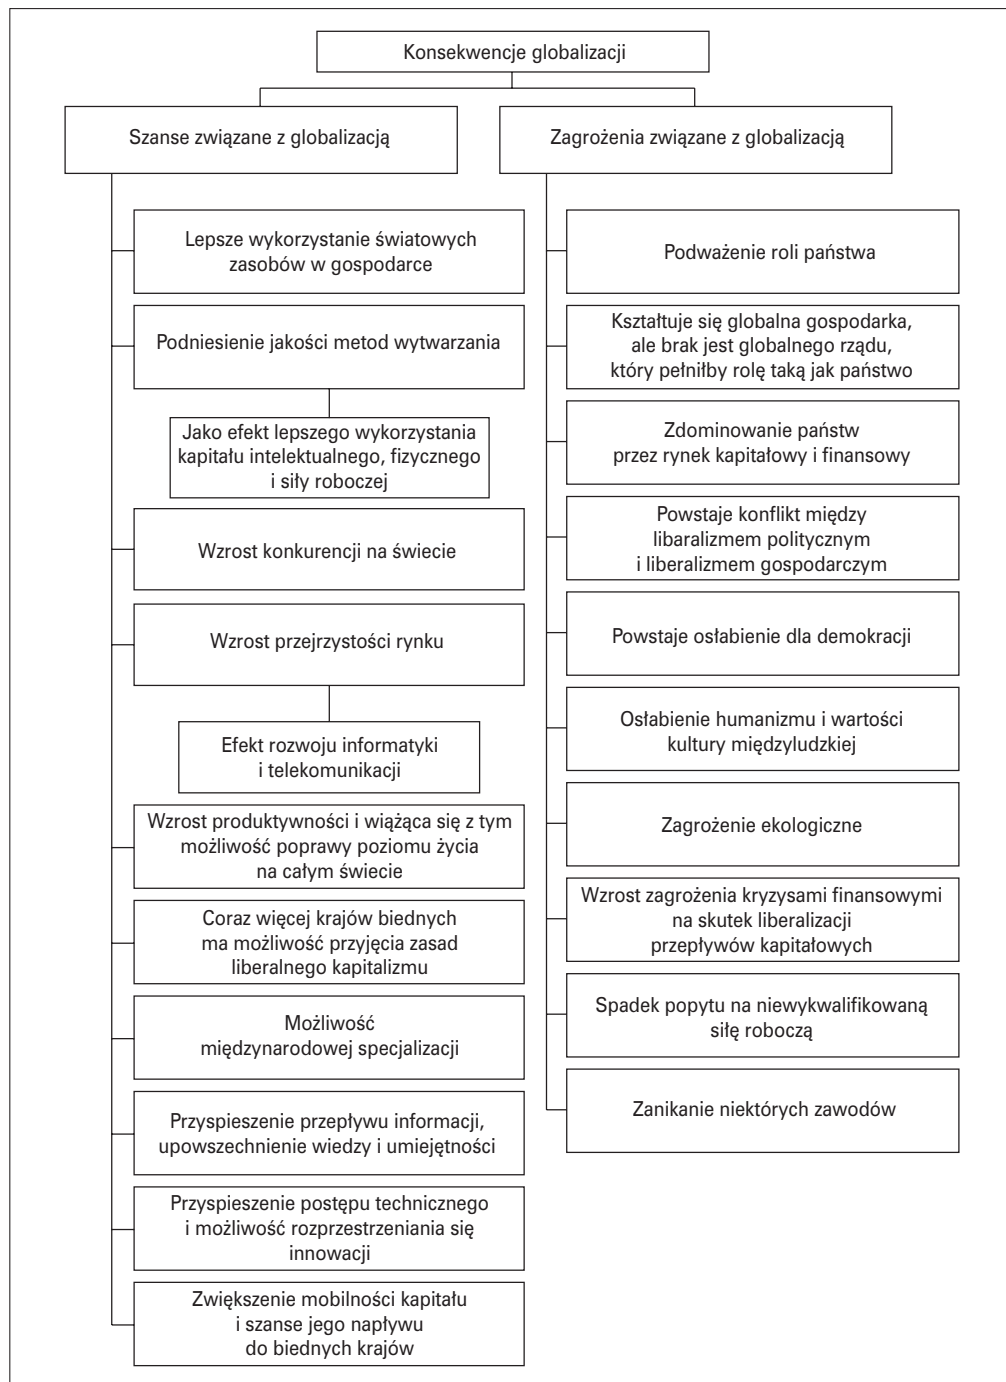 Konsekwencje globalizacji
Szanse związane z globalizacją
Lepsze wykorzystanie światowych
zasobów w gospodarce
Podniesienie jakości metod wytwarzania
Jako efekt lepszego wykorzystania
kapitału intelektualnego, fizycznego
i siły roboczej
Wzrost konkurencji na świecie
Wzrost przejrzystości rynku
Efekt rozwoju informatyki
i telekomunikacji
Wzrost produktywności i wiążąca się z tym
możliwość poprawy poziomu życia
na całym świecie
Coraz więcej krajów biednych
ma możliwość przyjęcia zasad
liberalnego kapitalizmu
Możliwość
międzynarodowej specjalizacji
Przyspieszenie przepływu informacji,
upowszechnienie wiedzy i umiejętności
Przyspieszenie postępu technicznego
i możliwość rozprzestrzeniania się
innowacji
Zwiększenie mobilności kapitału
i szanse jego napływu
do biednych krajów
Zagrożenia związane z globalizacją
Podważenie roli państwa
Kształtuje się globalna gospodarka,
ale brak jest globalnego rządu,
który pełniłby rolę taką jak państwo
Zdominowanie państw
przez rynek kapitałowy i finansowy
Powstaje konflikt między
libaralizmem politycznym
i liberalizmem gospodarczym
Powstaje osłabienie dla demokracji
Osłabienie humanizmu i wartości
kultury międzyludzkiej
Zagrożenie ekologiczne
Wzrost zagrożenia kryzysami finansowymi
na skutek liberalizacji
przepływów kapitałowych
Spadek popytu na niewykwalifikowaną
siłę roboczą
Zanikanie niektórych zawodów